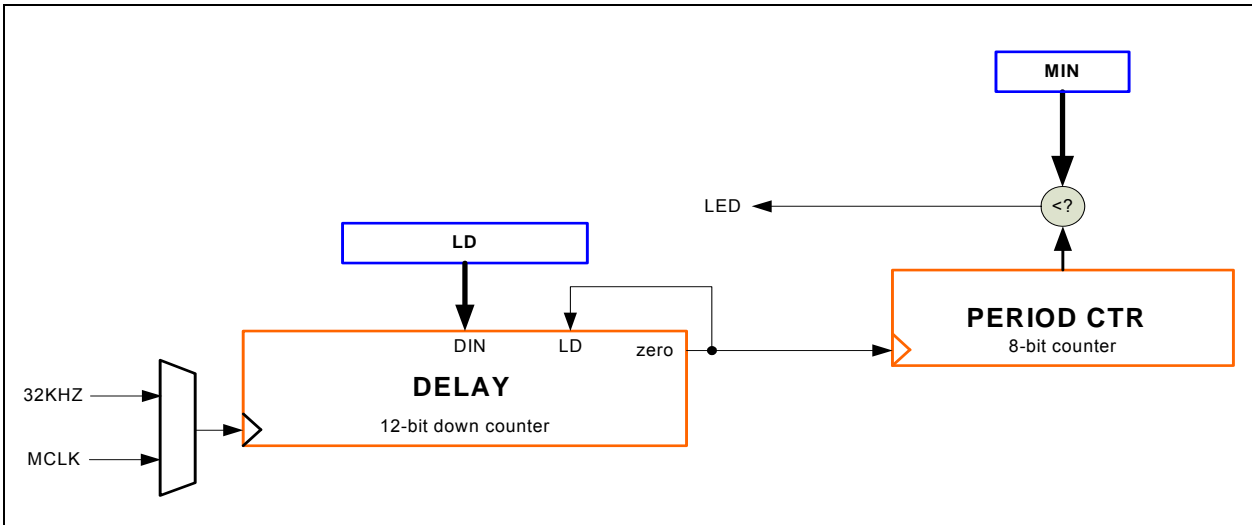 MIN
<?
LED
LD
DIN
LD
zero
DELAY
12-bit down counter
PERIOD CTR
8-bit counter
32KHZ
MCLK